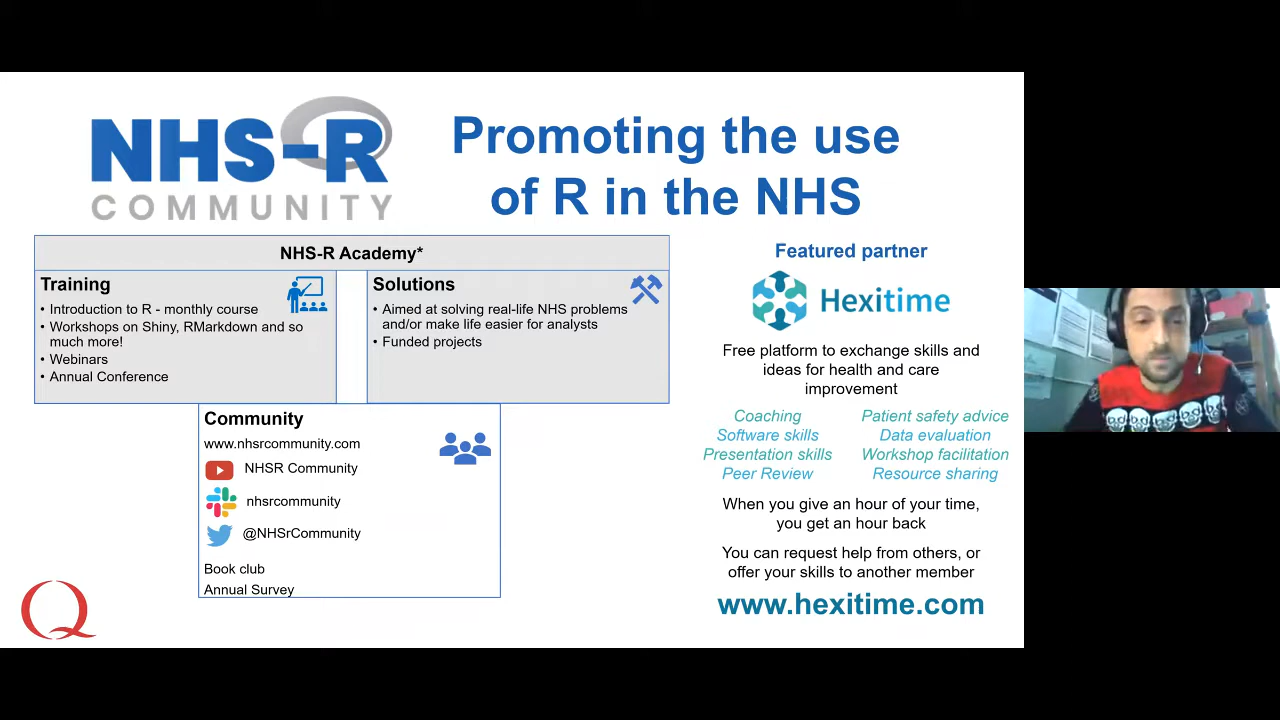 NHS-R
COMMUNITY
Promoting the use
of R in the NHS
NHS-R Academy*
Training
• Introduction to R - monthly course
• Workshops on Shiny, RMarkdown and so
much more!
• Webinars
• Annual Conference
Solutions
• Aimed at solving real-life NHS problems
and/or make life easier for analysts
• Funded projects
Community
www.nhsrcommunity.com
NHSR Community
nhsrcommunity
@NHSrCommunity
Book club
Annual Survey
Q
Featured partner
Hexitime
Free platform to exchange skills and
ideas for health and care
improvement
Coaching
Software skills
Presentation skills
Peer Review
Patient safety advice
Data evaluation
Workshop facilitation
Resource sharing
When you give an hour of your time,
you get an hour back
You can request help from others, or
offer your skills to another member
www.hexitime.com